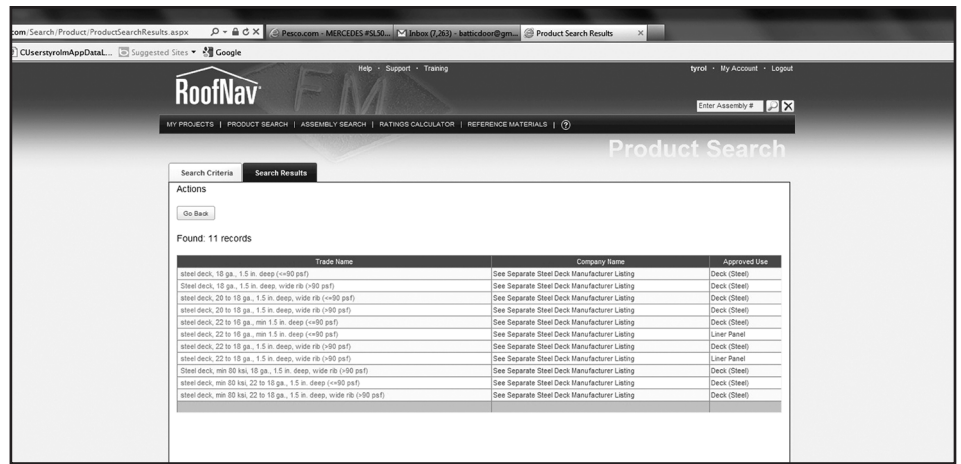 com/Search/Product/ProductSearchResults.aspx
Pesco.com - MERCEDES #SL50... Inbox (7,263) - batticdoor@gm... Product Search Results ×
CUserstyrolmAppDataL... Suggested Sites Google
Help · Support · Training tyrol · My Account · Logout
RoofNav
FM
Enter Assembly #
MY PROJECTS | PRODUCT SEARCH | ASSEMBLY SEARCH | RATINGS CALCULATOR | REFERENCE MATERIALS | ?
Product Search
Search Criteria Search Results
Actions
Go Back
Found: 11 records
Trade Name Company Name Approved Use
steel deck, 18 ga., 1.5 in. deep (<=90 psf) See Separate Steel Deck Manufacturer Listing Deck (Steel)
Steel deck, 18 ga., 1.5 in. deep, wide rib (>90 psf) See Separate Steel Deck Manufacturer Listing Deck (Steel)
steel deck, 20 to 18 ga., 1.5 in. deep, wide rib (<=90 psf) See Separate Steel Deck Manufacturer Listing Deck (Steel)
steel deck, 20 to 18 ga., 1.5 in. deep, wide rib (>90 psf) See Separate Steel Deck Manufacturer Listing Deck (Steel)
steel deck, 22 to 16 ga., min 1.5 in. deep (<=90 psf) See Separate Steel Deck Manufacturer Listing Deck (Steel)
steel deck, 22 to 16 ga., min 1.5 in. deep (<=90 psf) See Separate Steel Deck Manufacturer Listing Liner Panel
steel deck, 22 to 18 ga., 1.5 in. deep, wide rib (>90 psf) See Separate Steel Deck Manufacturer Listing Deck (Steel)
steel deck, 22 to 18 ga., 1.5 in. deep, wide rib (>90 psf) See Separate Steel Deck Manufacturer Listing Liner Panel
Steel deck, min 80 ksi, 18 ga., 1.5 in. deep, wide rib (>90 psf) See Separate Steel Deck Manufacturer Listing Deck (Steel)
steel deck, min 80 ksi, 22 to 18 ga., 1.5 in. deep (<=90 psf) See Separate Steel Deck Manufacturer Listing Deck (Steel)
steel deck, min 80 ksi, 22 to 18 ga., 1.5 in. deep, wide rib (>90 psf) See Separate Steel Deck Manufacturer Listing Deck (Steel)